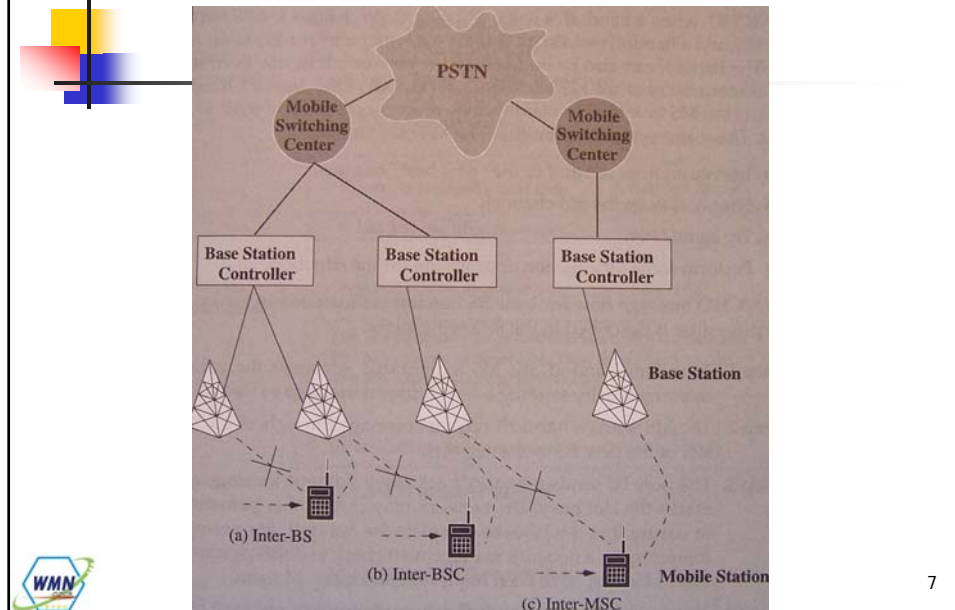 PSTN
Mobile
Switching
Center
Mobile
Switching
Center
Base Station
Controller
Base Station
Controller
Base Station
Controller
Base Station
(a) Inter-BS
(b) Inter-BSC
Mobile Station
(c) Inter-MSC
WMN
7